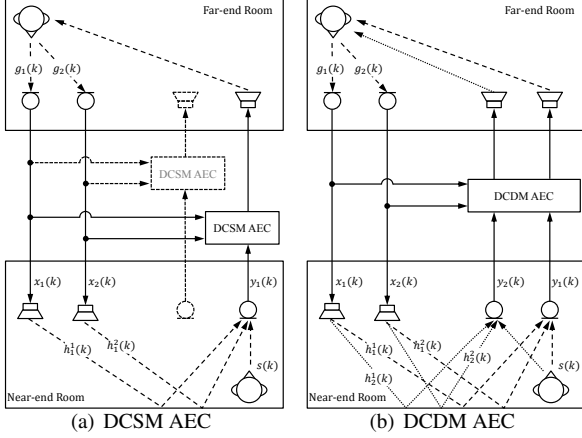 Far-end Room
g₁(k)
g₂(k)
DCSM AEC
DCSM AEC
x₁(k)
x₂(k)
y₁(k)
h₁¹(k)
h₁²(k)
s(k)
Near-end Room
(a) DCSM AEC
Far-end Room
g₁(k)
g₂(k)
DCDM AEC
x₁(k)
x₂(k)
y₂(k)
y₁(k)
h₁¹(k)
h₁²(k)
h₂²(k)
h₂¹(k)
s(k)
Near-end Room
(b) DCDM AEC